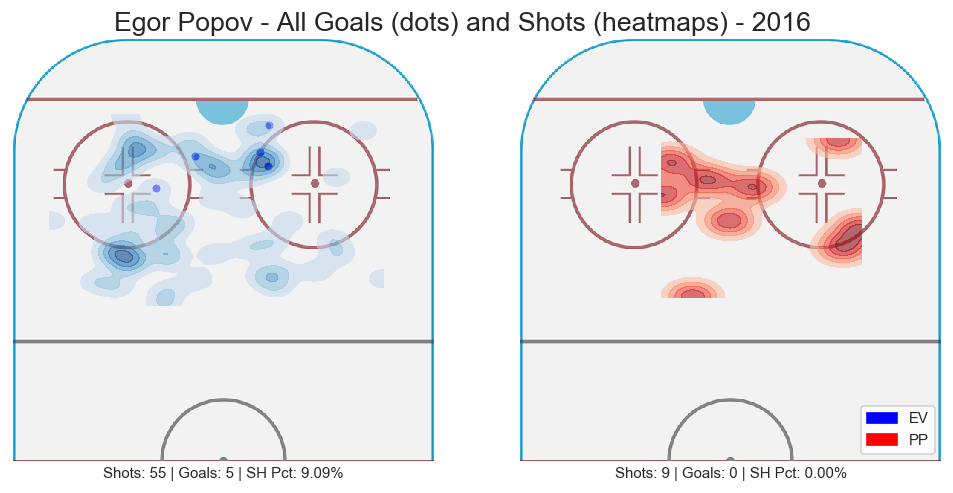 Egor Popov - All Goals (dots) and Shots (heatmaps) - 2016
EV
PP
Shots: 55 | Goals: 5 | SH Pct: 9.09%
Shots: 9 | Goals: 0 | SH Pct: 0.00%